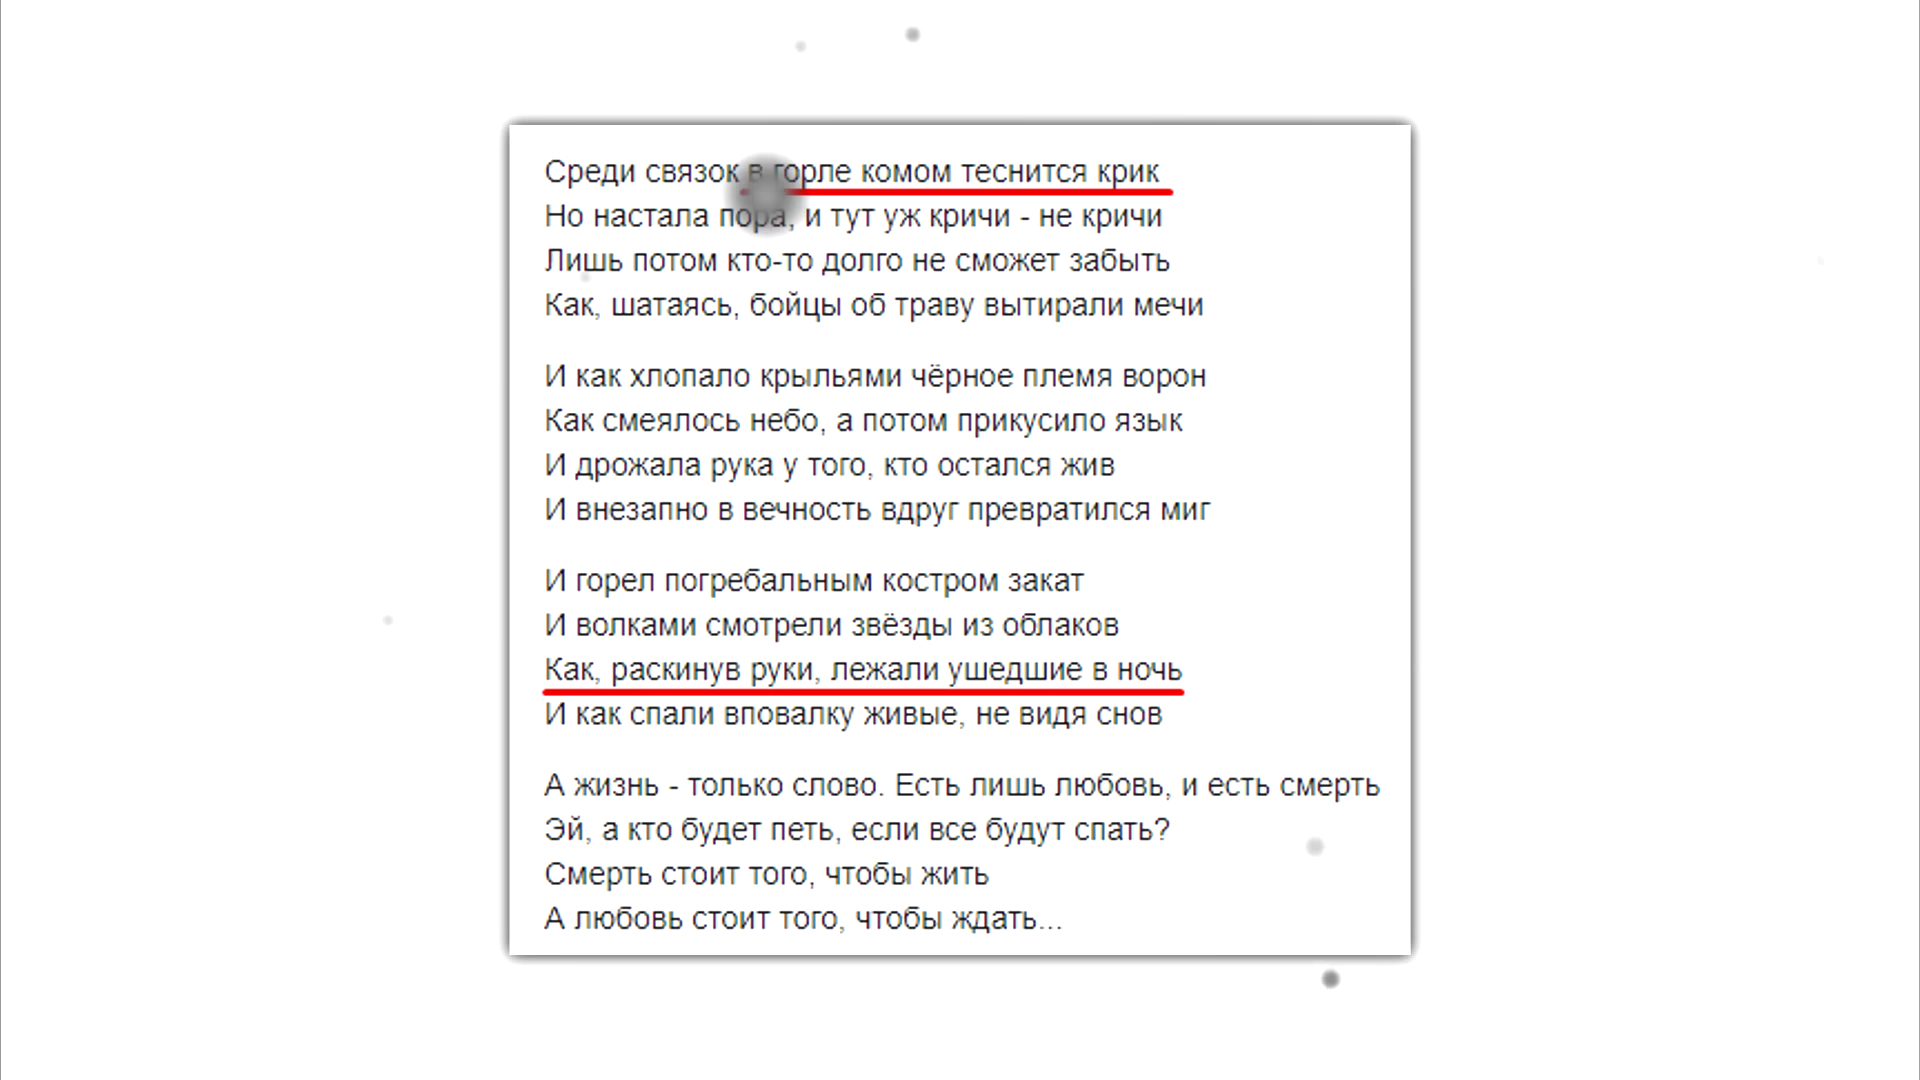 Среди связок в горле комом теснится крик
Но настала пора, и тут уж кричи - не кричи
Лишь потом кто-то долго не сможет забыть
Как, шатаясь, бойцы об траву вытирали мечи
И как хлопало крыльями чёрное племя ворон
Как смеялось небо, а потом прикусило язык
И дрожала рука у того, кто остался жив
И внезапно в вечность вдруг превратился миг
И горел погребальным костром закат
И волками смотрели звёзды из облаков
Как, раскинув руки, лежали ушедшие в ночь
И как спали вповалку живые, не видя снов
А жизнь - только слово. Есть лишь любовь, и есть смерть
Эй, а кто будет петь, если все будут спать?
Смерть стоит того, чтобы жить
А любовь стоит того, чтобы ждать...